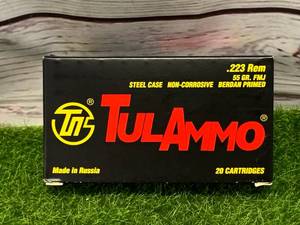 .223 Rem
55 GR. FMJ
STEEL CASE NON-CORROSIVE BERDAN PRIMED
®
TULAMMO®
Made in Russia
20 CARTRIDGES